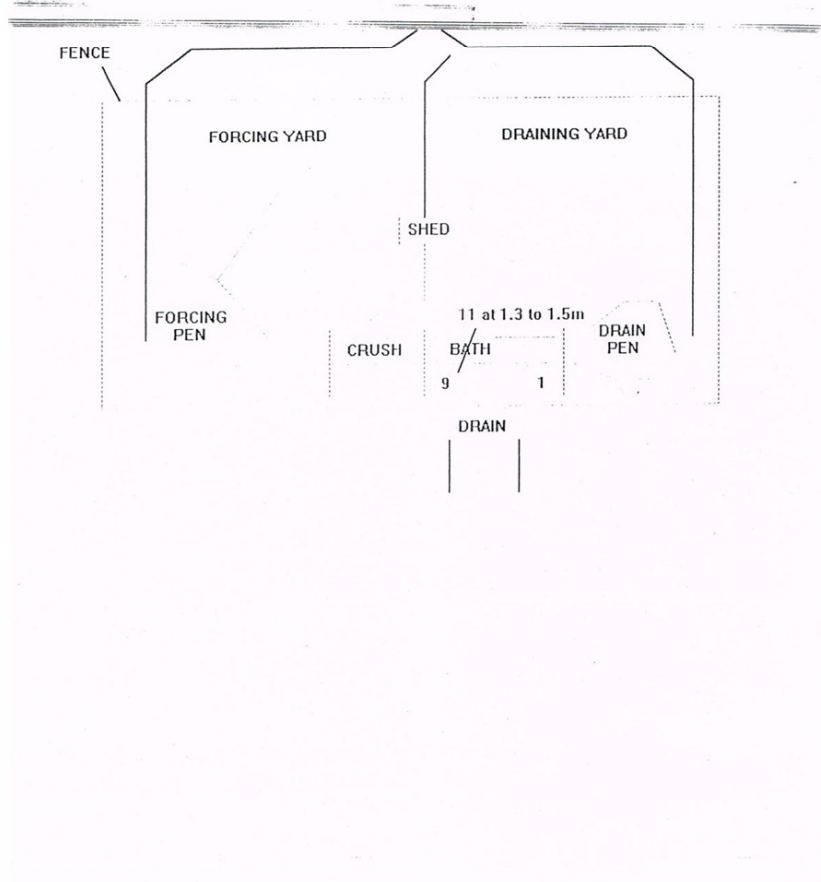 FENCE
FORCING YARD
DRAINING YARD
SHED
11 at 1.3 to 1.5m
FORCING
PEN
DRAIN
PEN
CRUSH
BATH
9
1
DRAIN